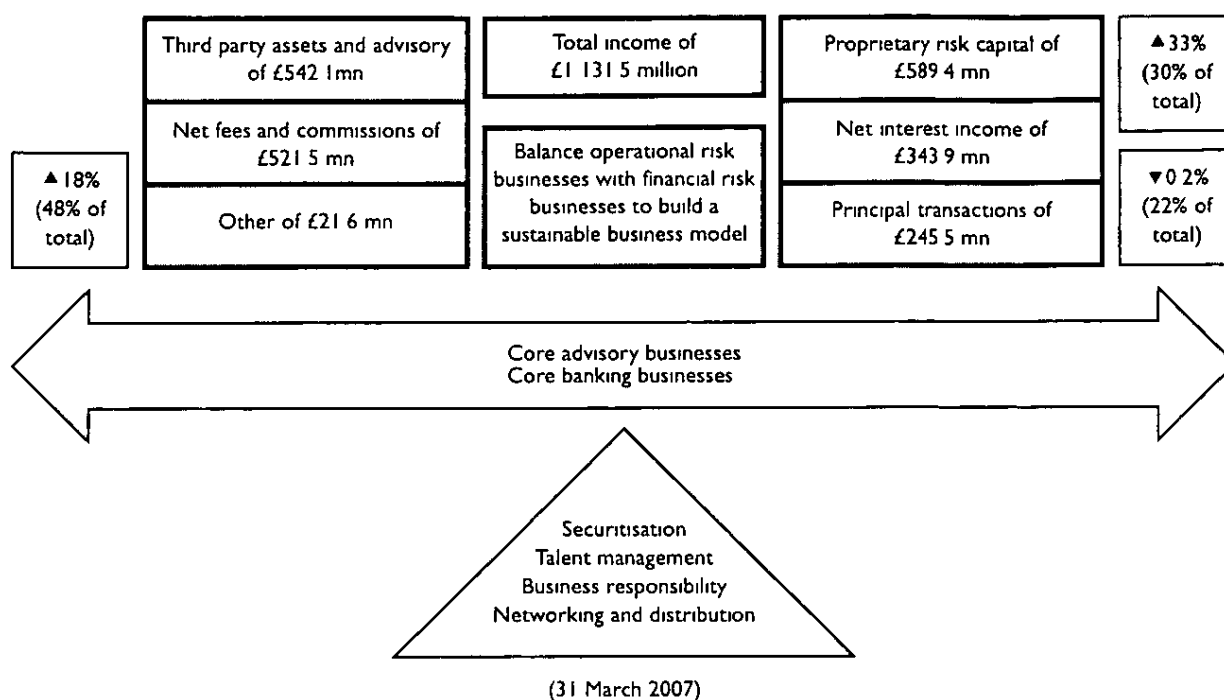 Third party assets and advisory
of £542 1mn
Net fees and commissions of
£521 5 mn
Other of £21 6 mn
▲ 18%
(48% of
total)
Total income of
£1 131 5 million
Balance operational risk
businesses with financial risk
businesses to build a
sustainable business model
Proprietary risk capital of
£589 4 mn
Net interest income of
£343 9 mn
Principal transactions of
£245 5 mn
▲ 33%
(30% of
total)
▼ 0 2%
(22% of
total)
Core advisory businesses
Core banking businesses
Securitisation
Talent management
Business responsibility
Networking and distribution
(31 March 2007)